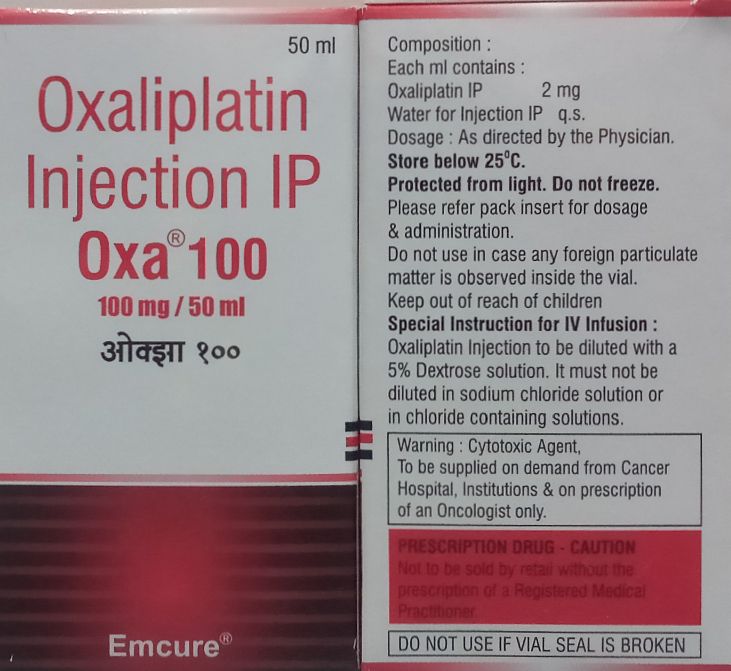 50 ml
Oxaliplatin
Injection IP
Oxa® 100
100 mg / 50 ml
ओक्झा १००
Emcure®
Composition :
Each ml contains :
Oxaliplatin IP 2 mg
Water for Injection IP q.s.
Dosage : As directed by the Physician.
Store below 25⁰C.
Protected from light. Do not freeze.
Please refer pack insert for dosage
& administration.
Do not use in case any foreign particulate
matter is observed inside the vial.
Keep out of reach of children
Special Instruction for IV Infusion :
Oxaliplatin Injection to be diluted with a
5% Dextrose solution. It must not be
diluted in sodium chloride solution or
in chloride containing solutions.
Warning : Cytotoxic Agent,
To be supplied on demand from Cancer
Hospital, Institutions & on prescription
of an Oncologist only.
PRESCRIPTION DRUG - CAUTION
Not to be sold by retail without the
prescription of a Registered Medical
Practitioner.
DO NOT USE IF VIAL SEAL IS BROKEN